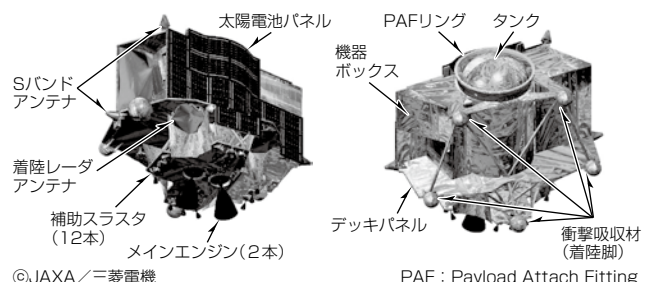 太陽電池パネル
Sバンド
アンテナ
着陸レーダ
アンテナ
補助スラスタ
(12本)
メインエンジン(2本)
©JAXA/三菱電機
PAFリング
タンク
機器
ボックス
デッキパネル
衝撃吸収材
(着陸脚)
PAF:Payload Attach Fitting